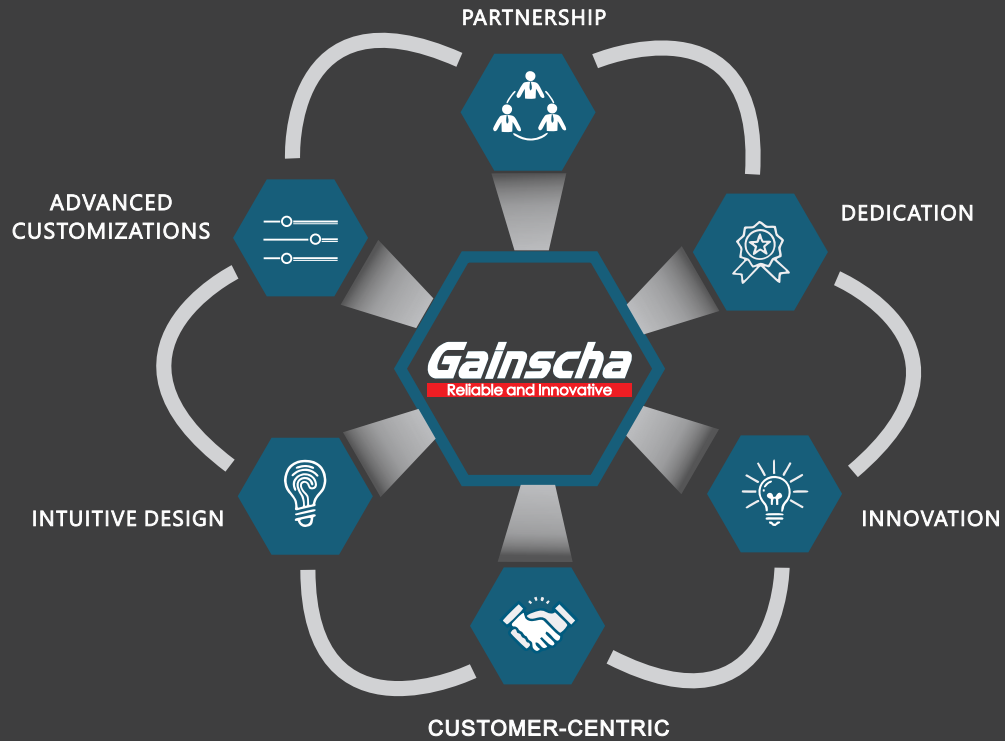 PARTNERSHIP
ADVANCED
CUSTOMIZATIONS
DEDICATION
Gainscha
Reliable and Innovative
INTUITIVE DESIGN
INNOVATION
CUSTOMER-CENTRIC